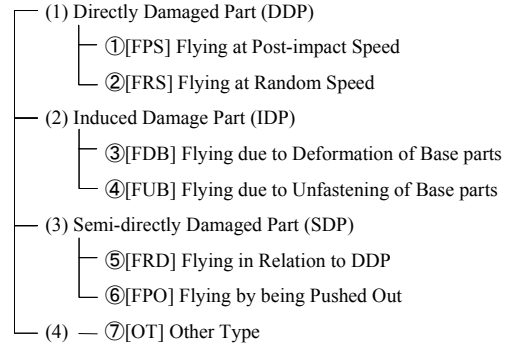 (1) Directly Damaged Part (DDP)
①[FPS] Flying at Post-impact Speed
②[FRS] Flying at Random Speed
(2) Induced Damage Part (IDP)
③[FDB] Flying due to Deformation of Base parts
④[FUB] Flying due to Unfastening of Base parts
(3) Semi-directly Damaged Part (SDP)
⑤[FRD] Flying in Relation to DDP
⑥[FPO] Flying by being Pushed Out
(4) — ⑦[OT] Other Type